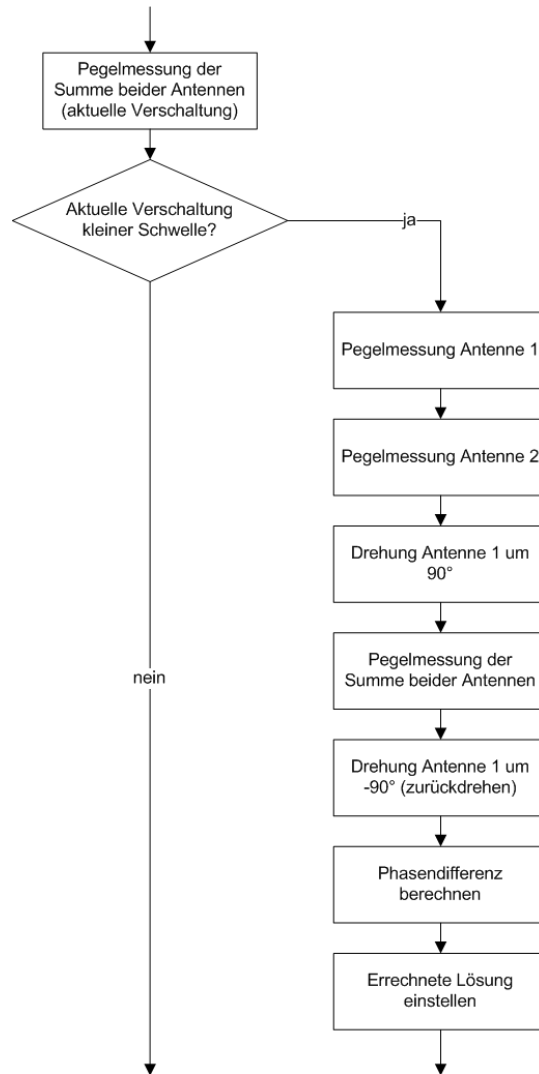 Pegelmessung der
Summe beider Antennen
(aktuelle Verschaltung)
Aktuelle Verschaltung
kleiner Schwelle?
ja
Pegelmessung Antenne 1
Pegelmessung Antenne 2
Drehung Antenne 1 um
90°
Pegelmessung der
Summe beider Antennen
nein
Drehung Antenne 1 um
-90° (zurückdrehen)
Phasendifferenz
berechnen
Errechnete Lösung
einstellen